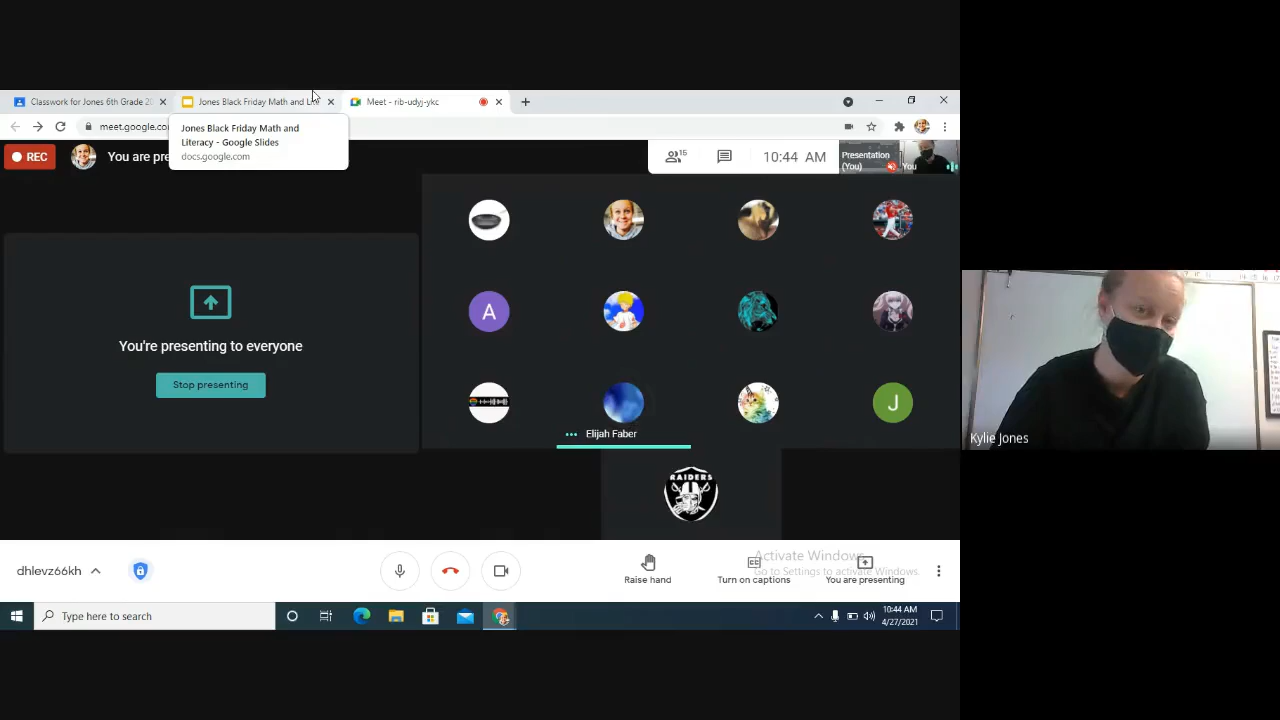 Classwork for Jones 6th Grade 2
Jones Black Friday Math and Lit
Meet - rib-udyj-ykc
meet.google.co
Jones Black Friday Math and
Literacy - Google Slides
docs.google.com
REC
You are pre
15
10:44 AM
Presentation
(You)
You
You're presenting to everyone
Stop presenting
A
J
Elijah Faber
RAIDERS
Kylie Jones
dhlevz66kh
Raise hand
CC
Turn on captions
You are presenting
Activate Windows
Go to Settings to activate Windows.
Type here to search
10:44 AM
4/27/2021